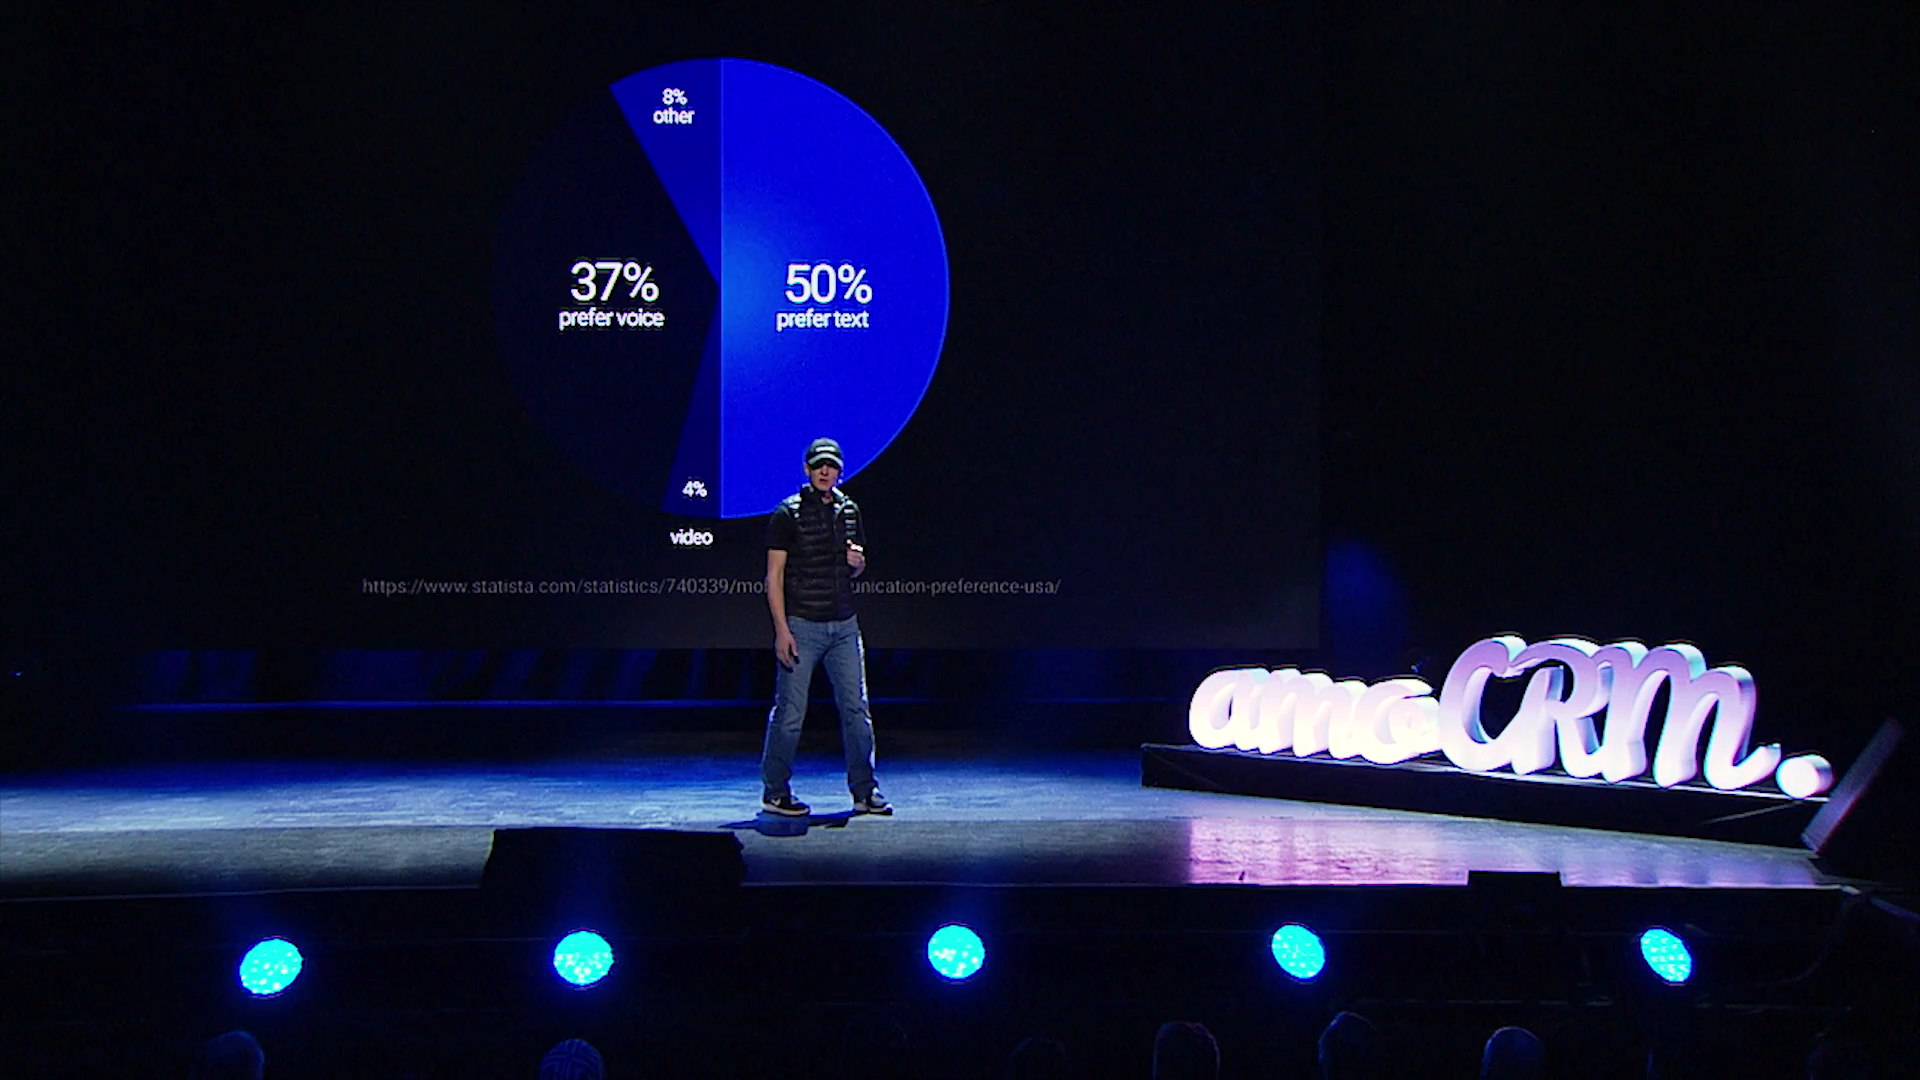 8%
other
37%
prefer voice
50%
prefer text
4%
video
https://www.statista.com/statistics/740339/mo unication-preference-usa/
amoCRM.